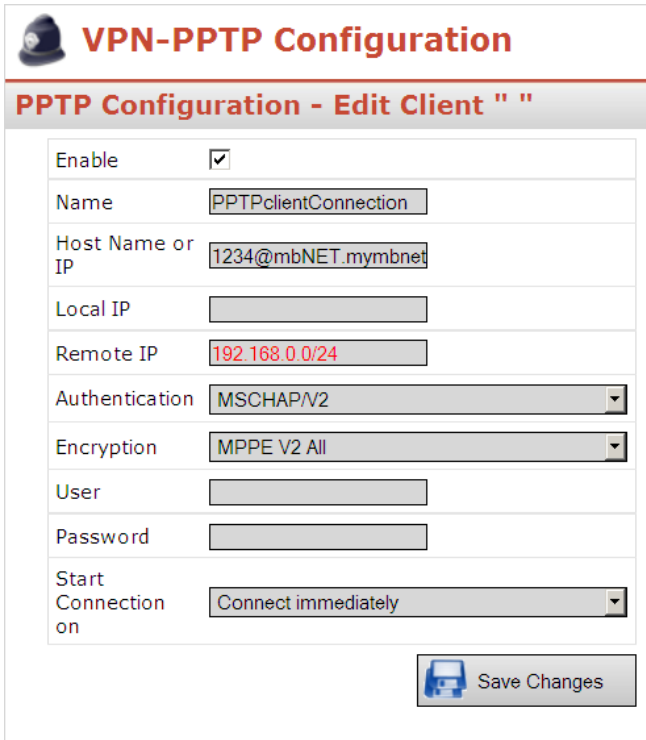 VPN-PPTP Configuration
PPTP Configuration - Edit Client " "
Enable
Name PPTPclientConnection
Host Name or
IP 1234@mbNET.mymbnet
Local IP
Remote IP 192.168.0.0/24
Authentication MSCHAP/V2
Encryption MPPE V2 All
User
Password
Start
Connection Connect immediately
on
Save Changes